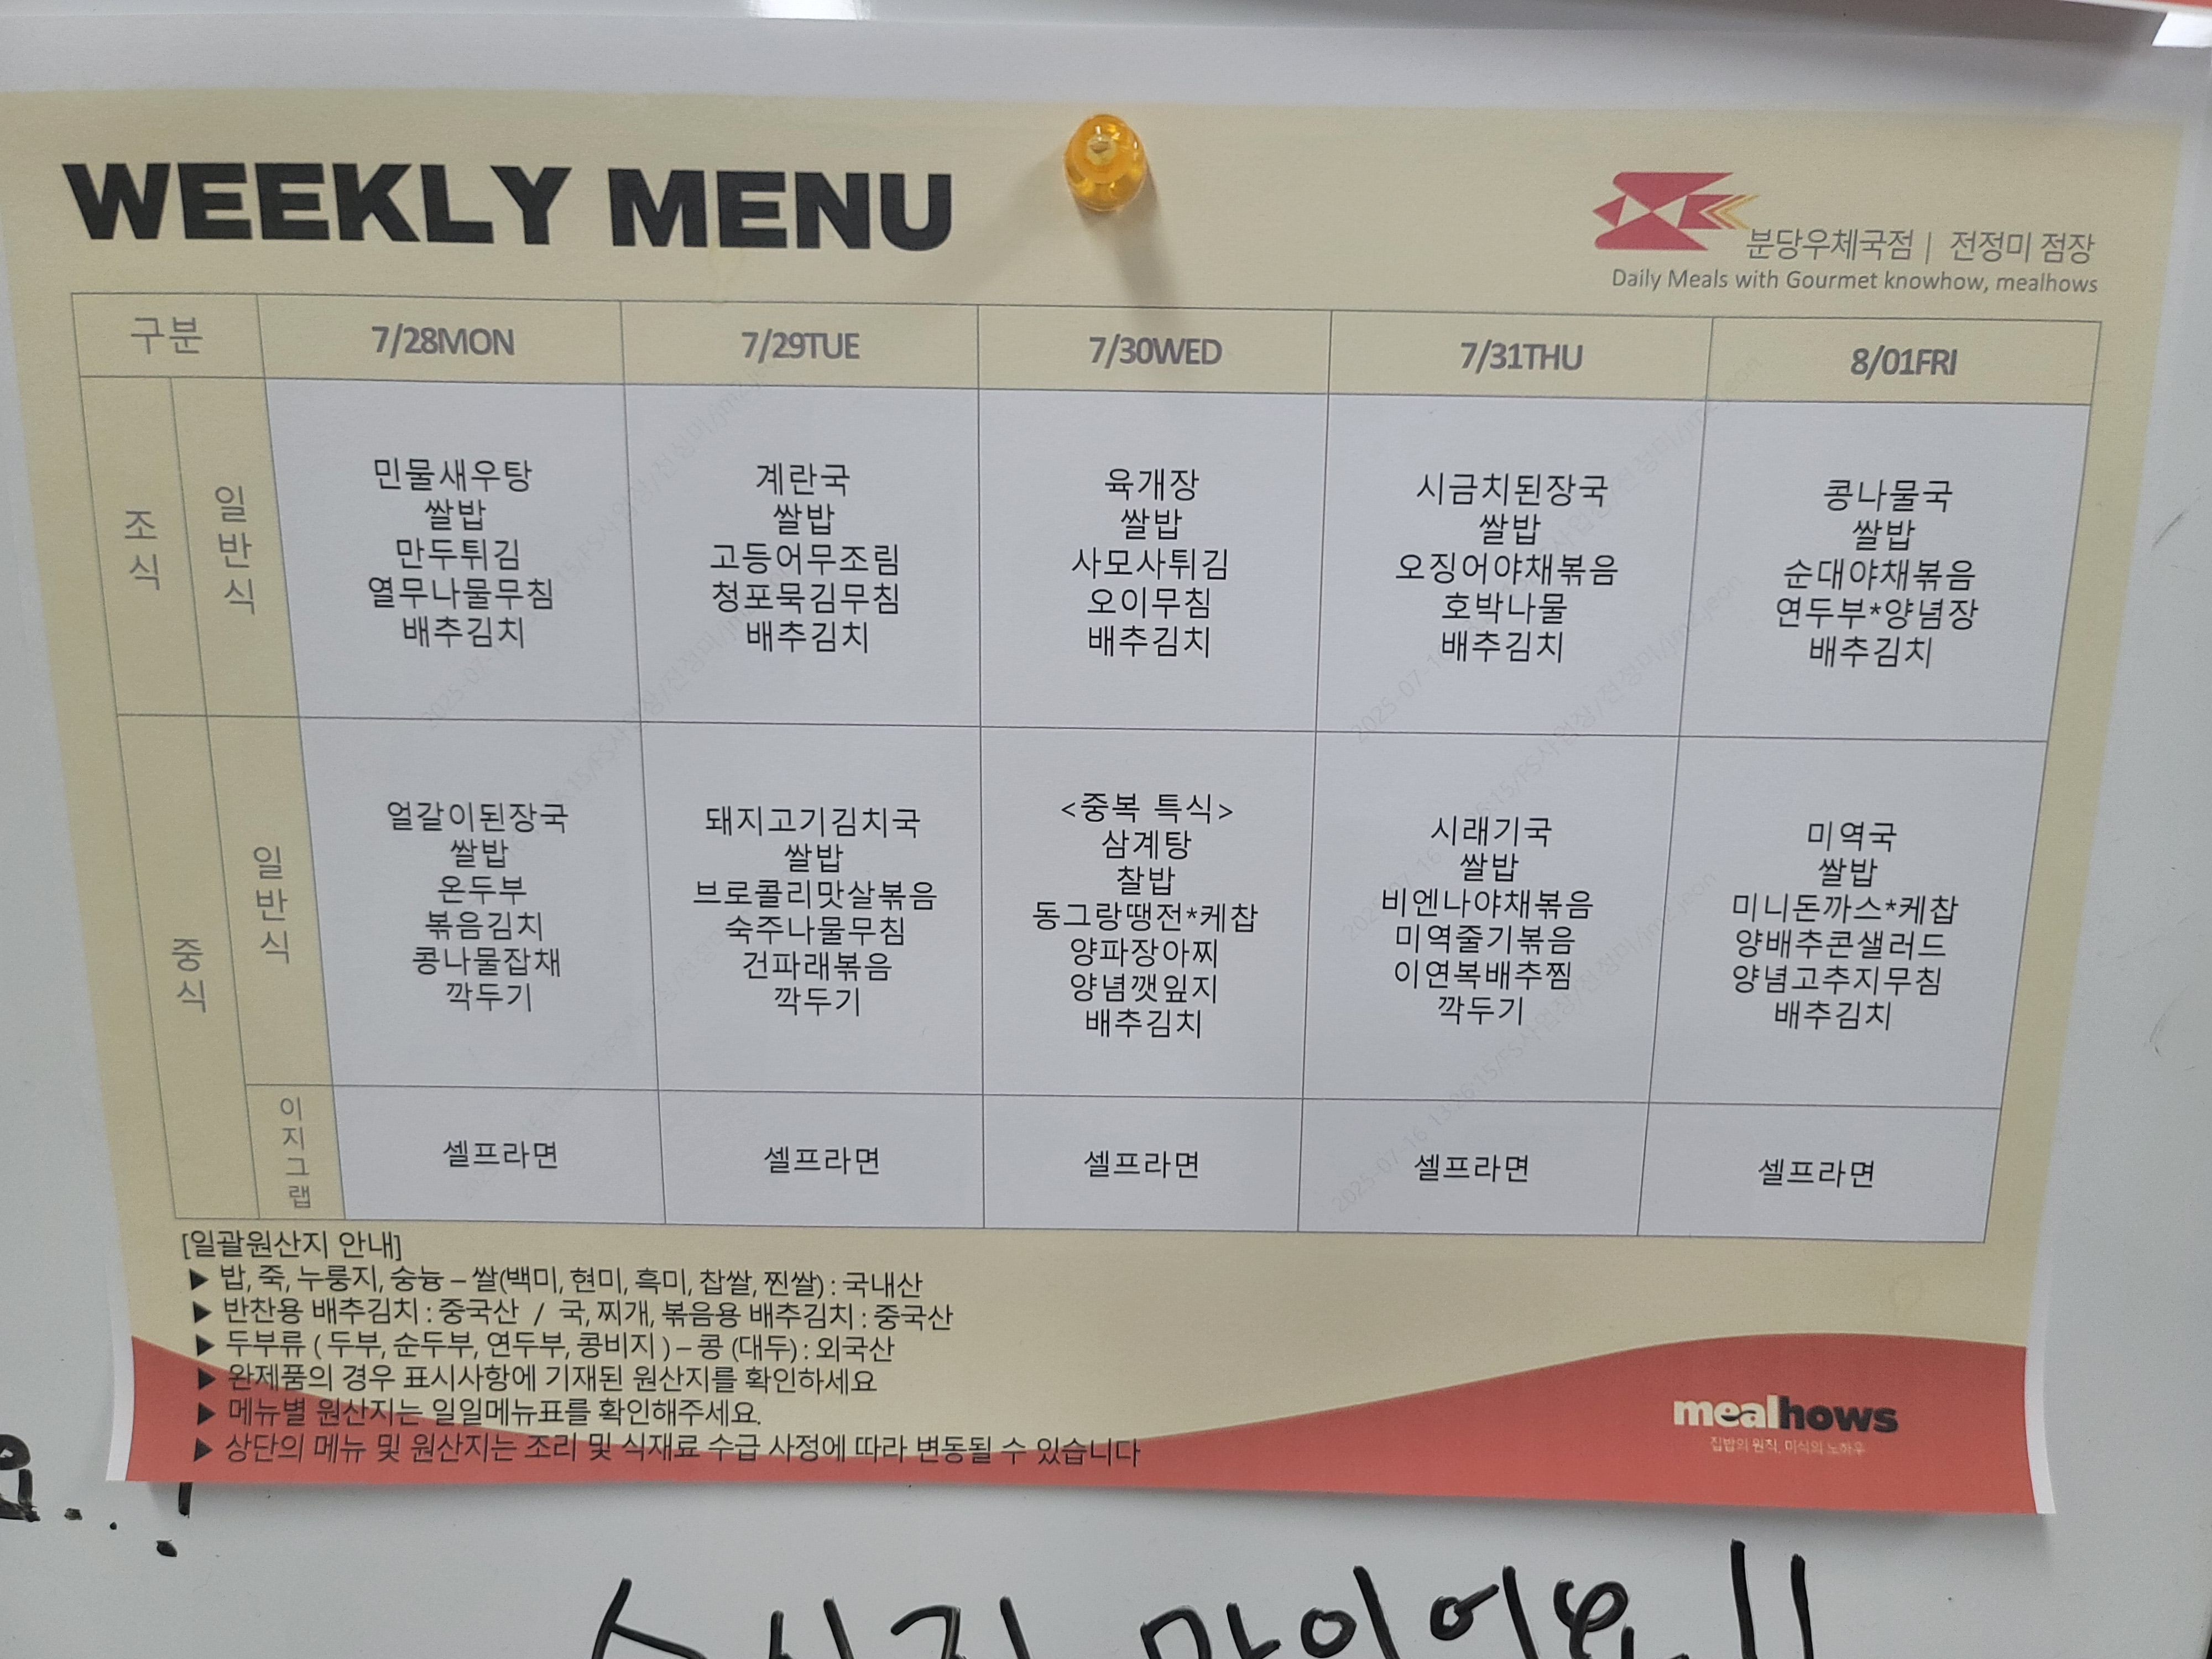 WEEKLY MENU
분당우체국점 | 전정미 점장
Daily Meals with Gourmet knowhow, mealhows
구분 7/28MON 7/29TUE 7/30WED 7/31THU 8/01FRI
조식
일반식
민물새우탕
쌀밥
만두튀김
열무나물무침
배추김치
계란국
쌀밥
고등어무조림
청포묵김무침
배추김치
육개장
쌀밥
사모사튀김
오이무침
배추김치
시금치된장국
쌀밥
오징어야채볶음
호박나물
배추김치
콩나물국
쌀밥
순대야채볶음
연두부*양념장
배추김치
중식
일반식
얼갈이된장국
쌀밥
온두부
볶음김치
콩나물잡채
깍두기
돼지고기김치국
쌀밥
브로콜리맛살볶음
숙주나물무침
건파래볶음
깍두기
<중복 특식>
삼계탕
찰밥
동그랑땡전*케찹
양파장아찌
양념깻잎지
배추김치
시래기국
쌀밥
비엔나야채볶음
미역줄기볶음
이연복배추찜
깍두기
미역국
쌀밥
미니돈까스*케찹
양배추콘샐러드
양념고추지무침
배추김치
이지그랩
셀프라면 셀프라면 셀프라면 셀프라면 셀프라면
[일괄원산지 안내]
▶ 밥, 죽, 누룽지, 숭늉 – 쌀(백미, 현미, 흑미, 찹쌀, 찐쌀) : 국내산
▶ 반찬용 배추김치 : 중국산 / 국, 찌개, 볶음용 배추김치 : 중국산
▶ 두부류 ( 두부, 순두부, 연두부, 콩비지 ) – 콩 (대두) : 외국산
▶ 완제품의 경우 표시사항에 기재된 원산지를 확인하세요
▶ 메뉴별 원산지는 일일메뉴표를 확인해주세요.
▶ 상단의 메뉴 및 원산지는 조리 및 식재료 수급 사정에 따라 변동될 수 있습니다
mealhows
집밥의 원칙, 미식의 노하우